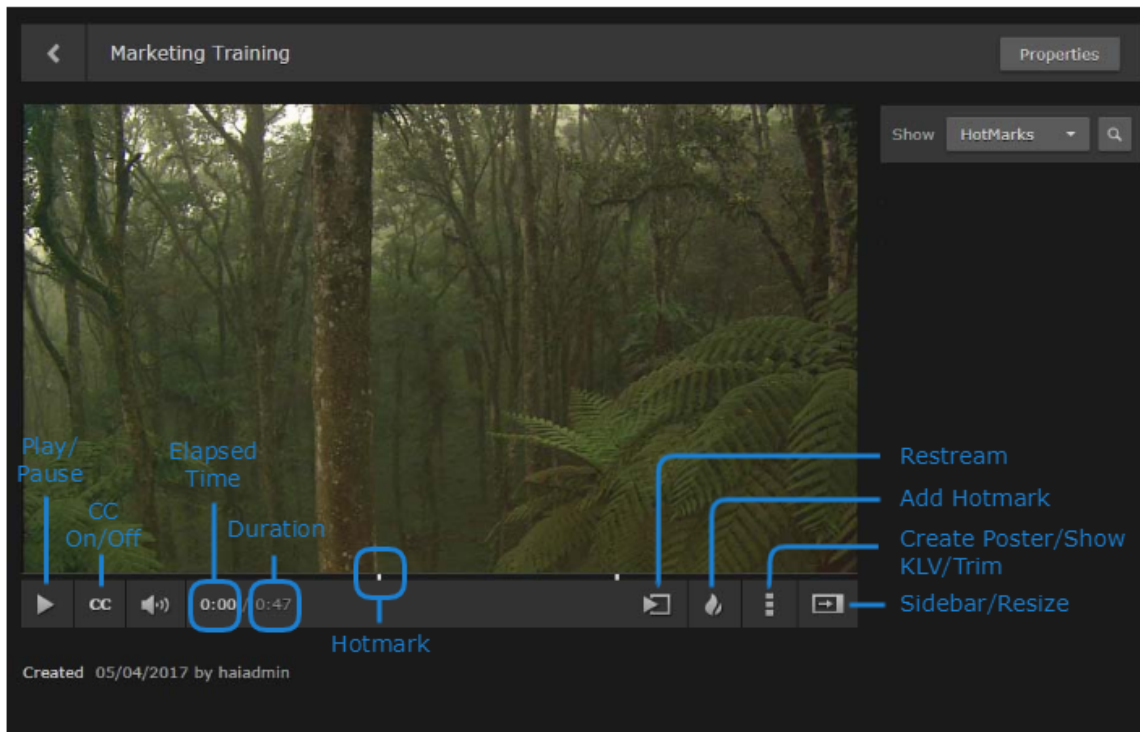 Marketing Training
Properties
Show HotMarks
Play/
Pause
CC
On/Off
Elapsed
Time
Duration
Restream
Add Hotmark
Create Poster/Show
KLV/Trim
Sidebar/Resize
CC 0:00 / 0:47
Hotmark
Created 05/04/2017 by haiadmin